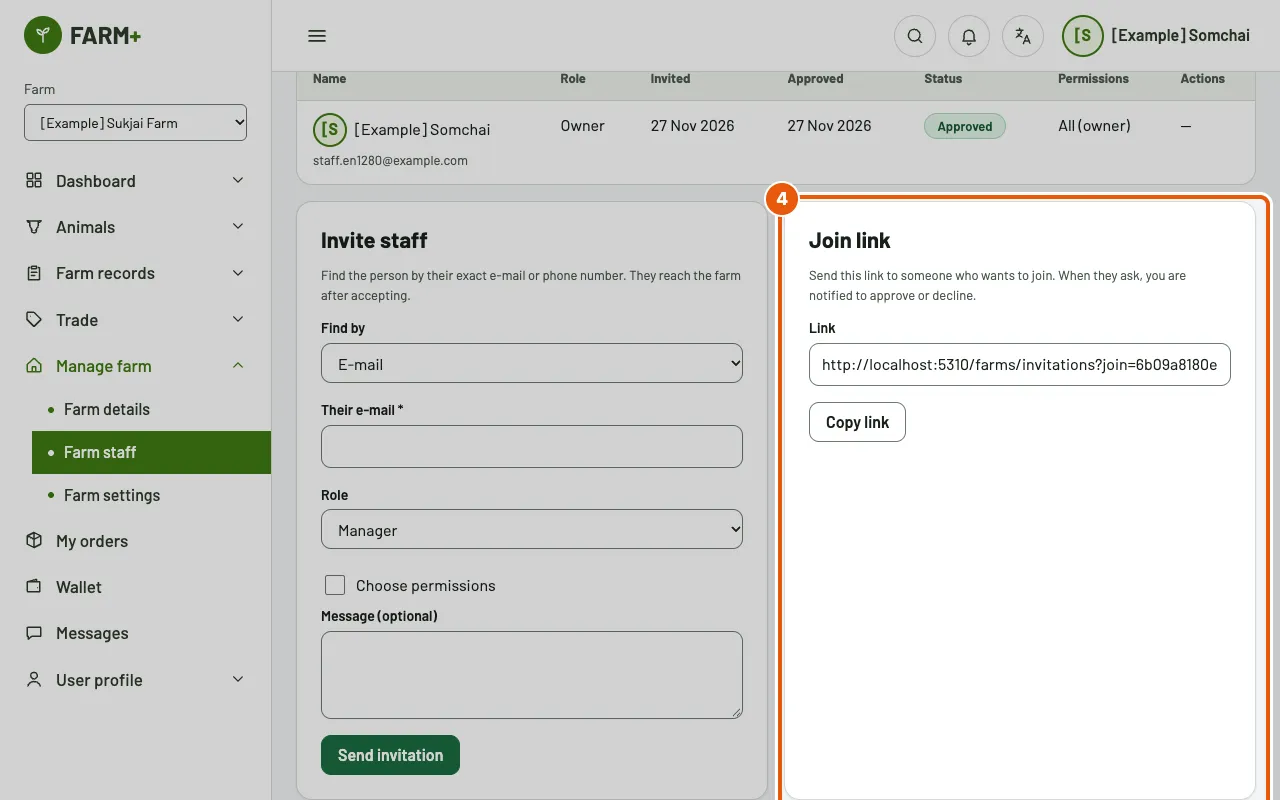 FARM+
[S
[Example] Somchai
Farm
[Example] Sukjai Farm
Dashboard
Animals
Farm records
Trade
Manage farm
Farm details
Farm staff
Farm settings
My orders
Wallet
Messages
User profile
Name Role Invited Approved Status Permissions Actions
[S [Example] Somchai Owner 27 Nov 2026 27 Nov 2026 Approved All (owner) —
staff.en1280@example.com
Invite staff
Find the person by their exact e-mail or phone number. They reach the farm
after accepting.
Find by
E-mail
Their e-mail *
Role
Manager
Choose permissions
Message (optional)
Send invitation
4
Join link
Send this link to someone who wants to join. When they ask, you are
notified to approve or decline.
Link
http://localhost:5310/farms/invitations?join=6b09a8180e
Copy link